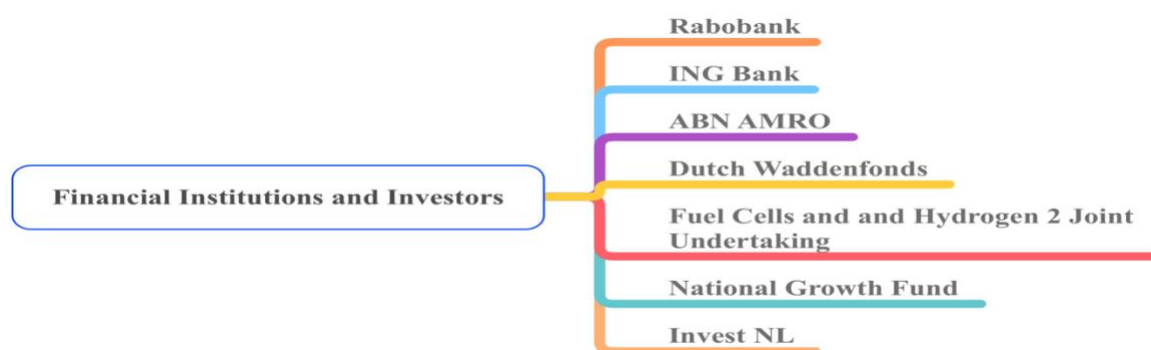 Rabobank
ING Bank
ABN AMRO
Dutch Waddenfonds
Financial Institutions and Investors
Fuel Cells and and Hydrogen 2 Joint
Undertaking
National Growth Fund
Invest NL